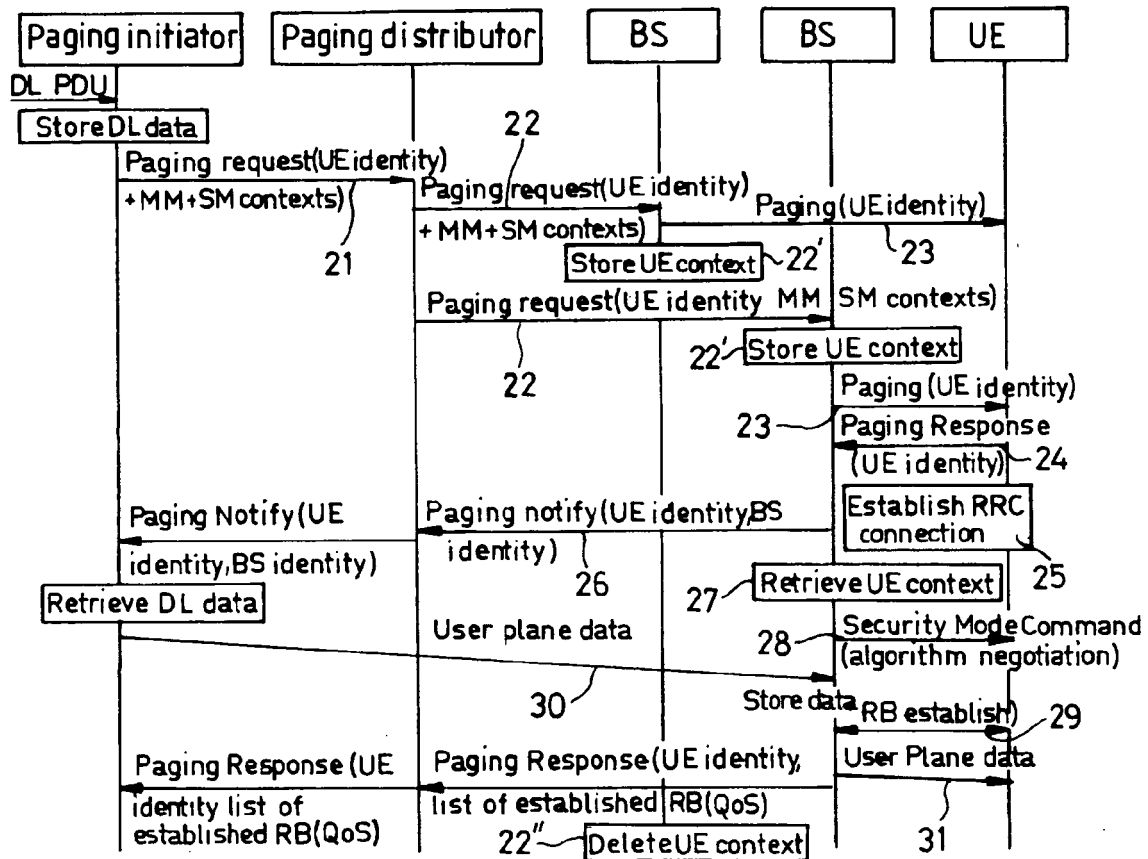 Paging initiator
Paging distributor
BS
BS
UE
DL PDU
Store DL data
22
Paging request(UE identity)
+MM+SM contexts)
21
Paging request(UE identity)
+ MM+SM contexts)
Paging(UE identity)
23
Store UE context
22'
Paging request(UE identity MM SM contexts)
22
22'
Store UE context
Paging (UE identity)
23
Paging Response
(UE identity)
24
Establish RRC
connection
25
Paging notify(UE identity,BS
identity)
26
Paging Notify(UE
identity,BS identity)
27
Retrieve UE context
Retrieve DL data
28
Security Mode Command
(algorithm negotiation)
User plane data
30
Store data
RB establish)
29
User Plane data
31
Paging Response(UE identity,
list of established RB(QoS)
Paging Response(UE
identity list of
established RB(QoS)
22"
Delete UE context